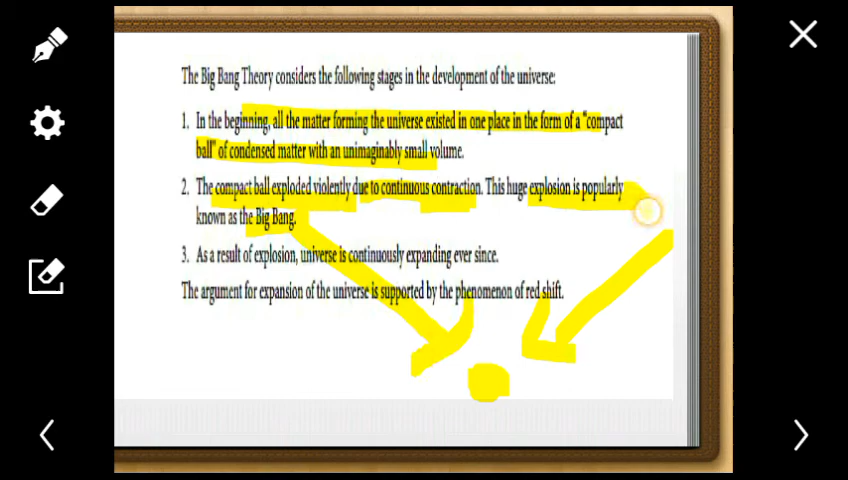 The Big Bang Theory considers the following stages in the development of the universe:
1. In the beginning, all the matter forming the universe existed in one place in the form of a "compact
ball" of condensed matter with an unimaginably small volume.
2. The compact ball exploded violently due to continuous contraction. This huge explosion is popularly
known as the Big Bang.
3. As a result of explosion, universe is continuously expanding ever since.
The argument for expansion of the universe is supported by the phenomenon of red shift.